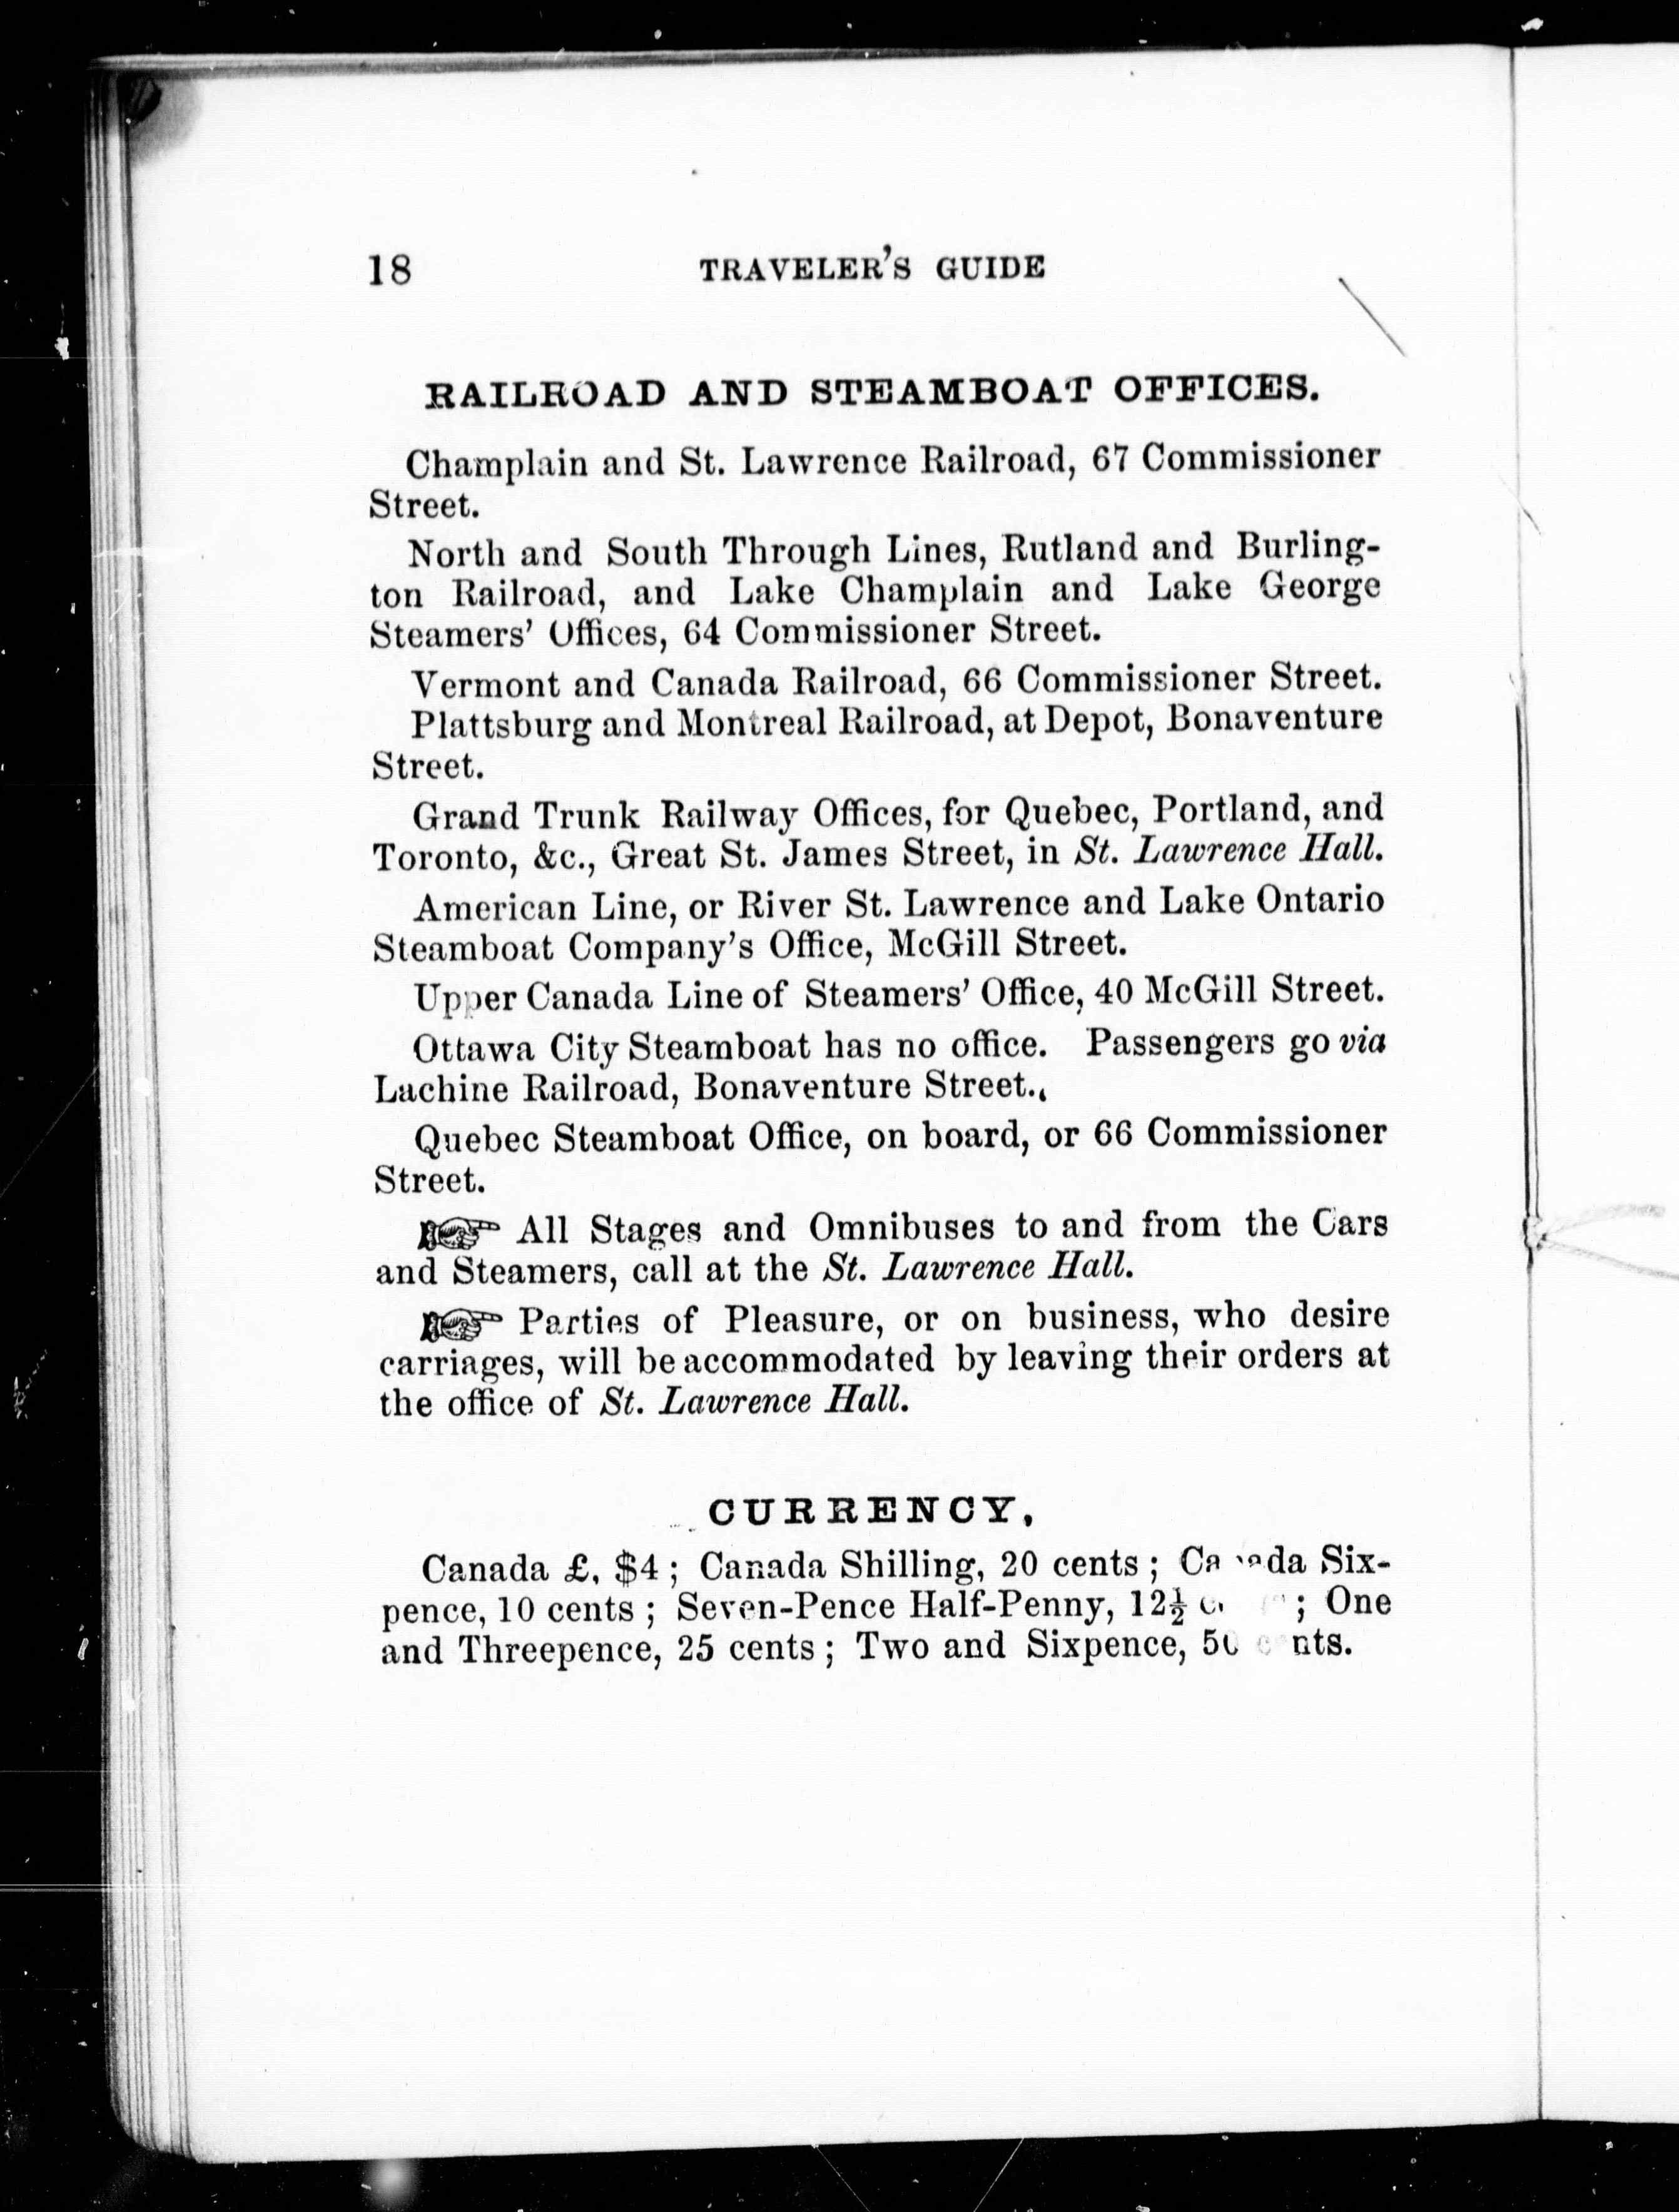 18 TRAVELER'S GUIDE
RAILROAD AND STEAMBOAT OFFICES.
Champlain and St. Lawrence Railroad, 67 Commissioner
Street.
North and South Through Lines, Rutland and Burling-
ton Railroad, and Lake Champlain and Lake George
Steamers' Offices, 64 Commissioner Street.
Vermont and Canada Railroad, 66 Commissioner Street.
Plattsburg and Montreal Railroad, at Depot, Bonaventure
Street.
Grand Trunk Railway Offices, for Quebec, Portland, and
Toronto, &c., Great St. James Street, in St. Lawrence Hall.
American Line, or River St. Lawrence and Lake Ontario
Steamboat Company's Office, McGill Street.
Upper Canada Line of Steamers' Office, 40 McGill Street.
Ottawa City Steamboat has no office. Passengers go via
Lachine Railroad, Bonaventure Street.
Quebec Steamboat Office, on board, or 66 Commissioner
Street.
☞ All Stages and Omnibuses to and from the Cars
and Steamers, call at the St. Lawrence Hall.
☞ Parties of Pleasure, or on business, who desire
carriages, will be accommodated by leaving their orders at
the office of St. Lawrence Hall.
CURRENCY.
Canada £, $4; Canada Shilling, 20 cents; Canada Six-
pence, 10 cents; Seven-Pence Half-Penny, 12½ ; One
and Threepence, 25 cents; Two and Sixpence, 50 cents.